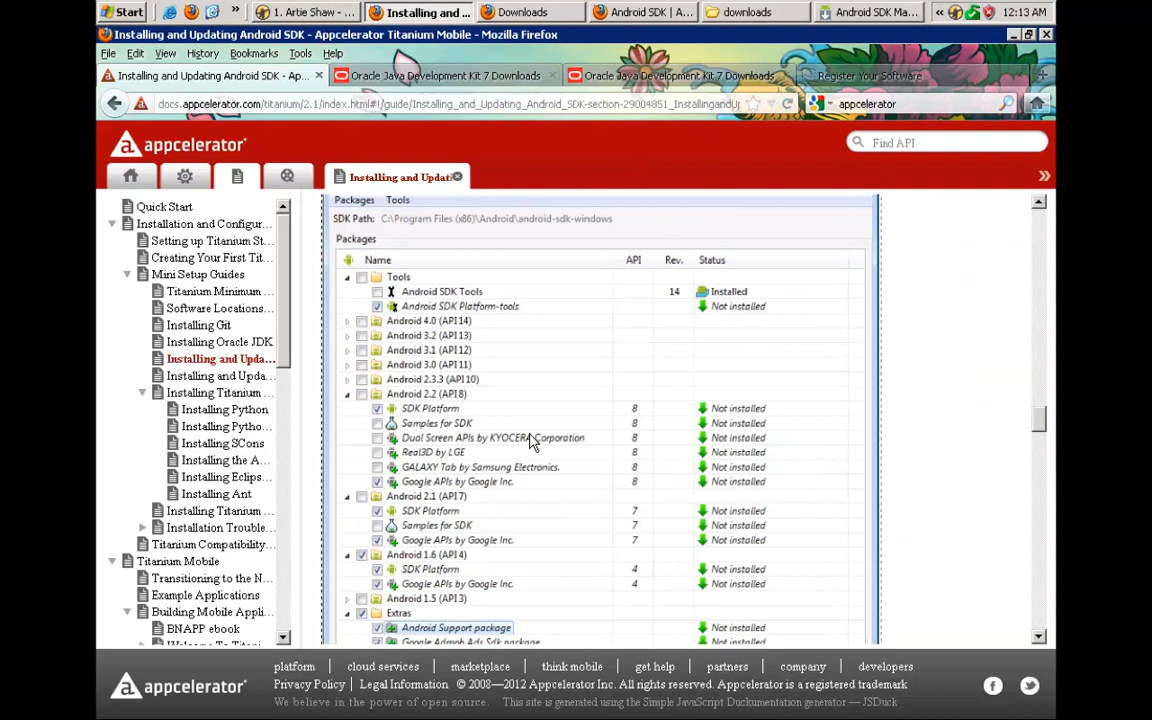 Start
1. Artie Shaw - ...
Installing and ...
Downloads
Android SDK | A...
downloads
Android SDK Ma...
12:13 AM
Installing and Updating Android SDK - Appcelerator Titanium Mobile - Mozilla Firefox
File Edit View History Bookmarks Tools Help
Installing and Updating Android SDK - Ap...
Oracle Java Development Kit 7 Downloads
Oracle Java Development Kit 7 Downloads
Register Your Software
docs.appcelerator.com/titanium/2.1/index.html#!/guide/Installing_and_Updating_Android_SDK-section-29004851_InstallingandU
appcelerator
appcelerator
Find API
Installing and Updati
Quick Start
Installation and Configur...
Setting up Titanium St...
Creating Your First Tit...
Mini Setup Guides
Titanium Minimum ...
Software Locations...
Installing Git
Installing Oracle JDK
Installing and Upda...
Installing and Upda...
Installing Titanium ...
Installing Python
Installing Pytho...
Installing SCons
Installing the A...
Installing Eclips...
Installing Ant
Installing Titanium ...
Installation Trouble...
Titanium Compatibility...
Titanium Mobile
Transitioning to the N...
Example Applications
Building Mobile Appli...
BNAPP ebook
Packages Tools
SDK Path: C:\Program Files (x86)\Android\android-sdk-windows
Packages
Name API Rev. Status
Tools
Android SDK Tools 14 Installed
Android SDK Platform-tools Not installed
Android 4.0 (API 14)
Android 3.2 (API 13)
Android 3.1 (API 12)
Android 3.0 (API 11)
Android 2.3.3 (API 10)
Android 2.2 (API 8)
SDK Platform 8 Not installed
Samples for SDK 8 Not installed
Dual Screen APIs by KYOCERA Corporation 8 Not installed
Real3D by LGE 8 Not installed
GALAXY Tab by Samsung Electronics. 8 Not installed
Google APIs by Google Inc. 8 Not installed
Android 2.1 (API 7)
SDK Platform 7 Not installed
Samples for SDK 7 Not installed
Google APIs by Google Inc. 7 Not installed
Android 1.6 (API 4)
SDK Platform 4 Not installed
Google APIs by Google Inc. 4 Not installed
Android 1.5 (API 3)
Extras
Android Support package Not installed
Google Admob Ads Sdk package Not installed
platform cloud services marketplace think mobile get help partners company developers
appcelerator
Privacy Policy | Legal Information © 2008-2012 Appcelerator Inc. All rights reserved. Appcelerator is a registered trademark
We believe in the power of open source. This site is generated using the Simple JavaScript Duckumentation generator — JSDuck